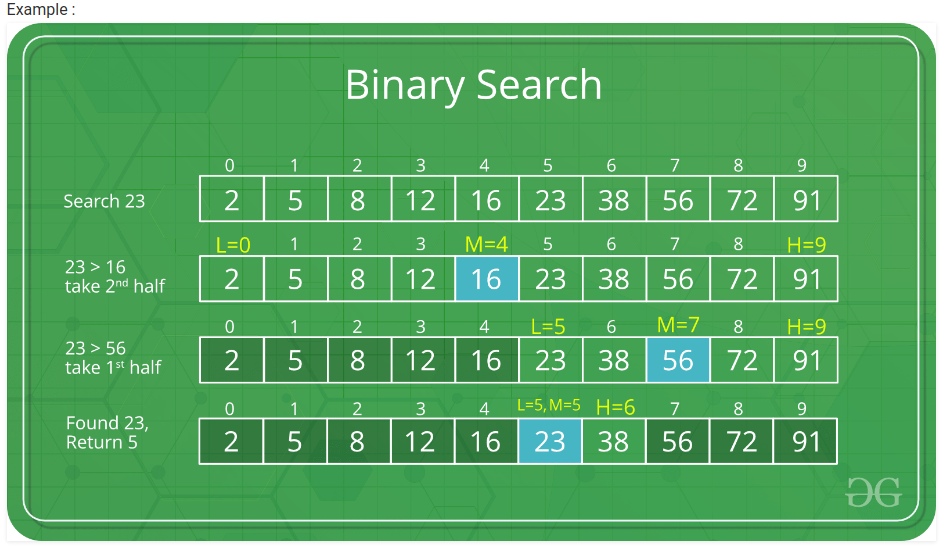 Example :
Binary Search
0 1 2 3 4 5 6 7 8 9
Search 23 2 5 8 12 16 23 38 56 72 91
L=0 1 2 3 M=4 5 6 7 8 H=9
23 > 16
take 2nd half
2 5 8 12 16 23 38 56 72 91
0 1 2 3 4 L=5 6 M=7 8 H=9
23 > 56
take 1st half
2 5 8 12 16 23 38 56 72 91
0 1 2 3 4 L=5, M=5 H=6 7 8 9
Found 23,
Return 5
2 5 8 12 16 23 38 56 72 91